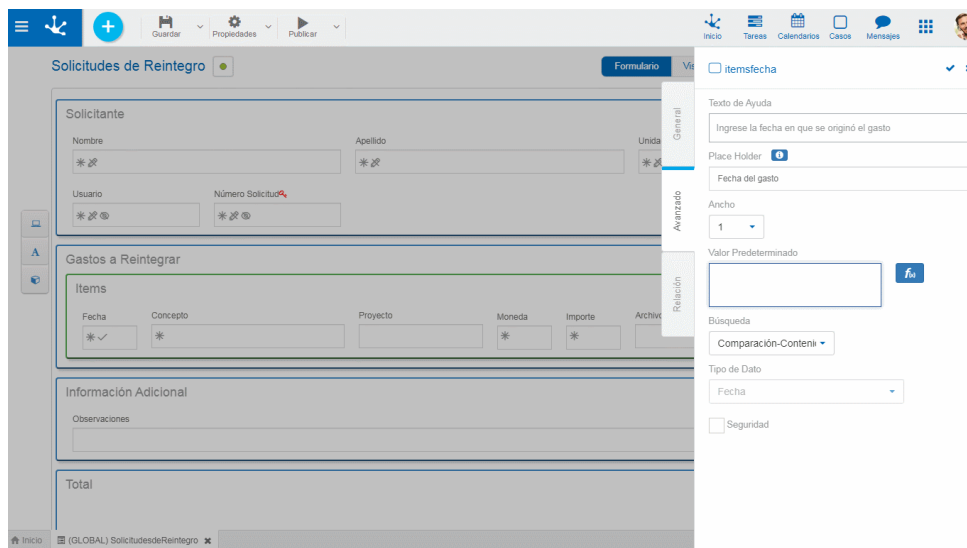 Guardar
Propiedades
Publicar
Inicio
Tareas
Calendarios
Casos
Mensajes
Solicitudes de Reintegro
Formulario
Solicitante
Nombre
Apellido
Usuario
Número Solicitud
Gastos a Reintegrar
Items
Fecha
Concepto
Proyecto
Moneda
Importe
Información Adicional
Observaciones
Total
General
Avanzado
Relación
itemsfecha
Texto de Ayuda
Ingrese la fecha en que se originó el gasto
Place Holder
Fecha del gasto
Ancho
1
Valor Predeterminado
f(x)
Búsqueda
Comparación-Conteni
Tipo de Dato
Fecha
Seguridad
Inicio
(GLOBAL) SolicitudesdeReintegro